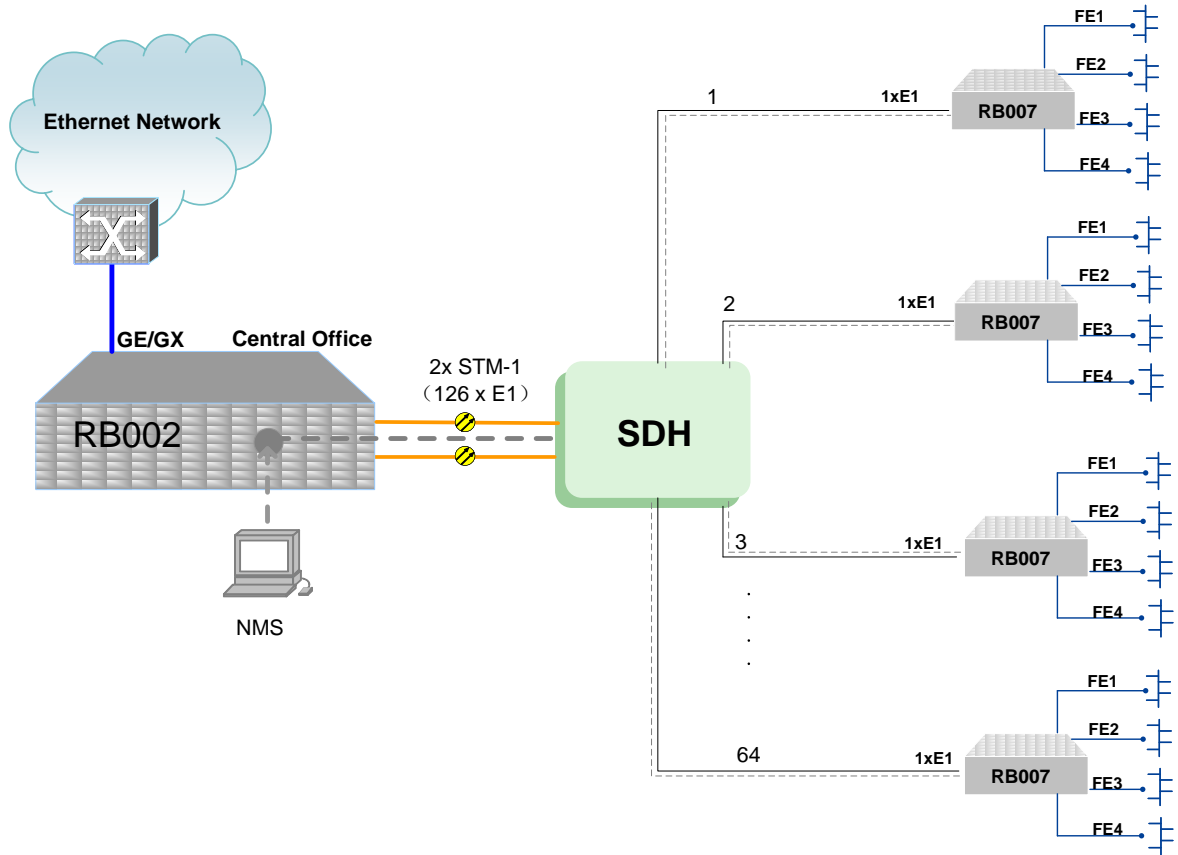 Ethernet Network
GE/GX
Central Office
RB002
2x STM-1
（126 x E1）
NMS
SDH
1
1xE1
RB007
FE1
FE2
FE3
FE4
2
1xE1
RB007
FE1
FE2
FE3
FE4
3
1xE1
RB007
FE1
FE2
FE3
FE4
.
.
.
.
64
1xE1
RB007
FE1
FE2
FE3
FE4